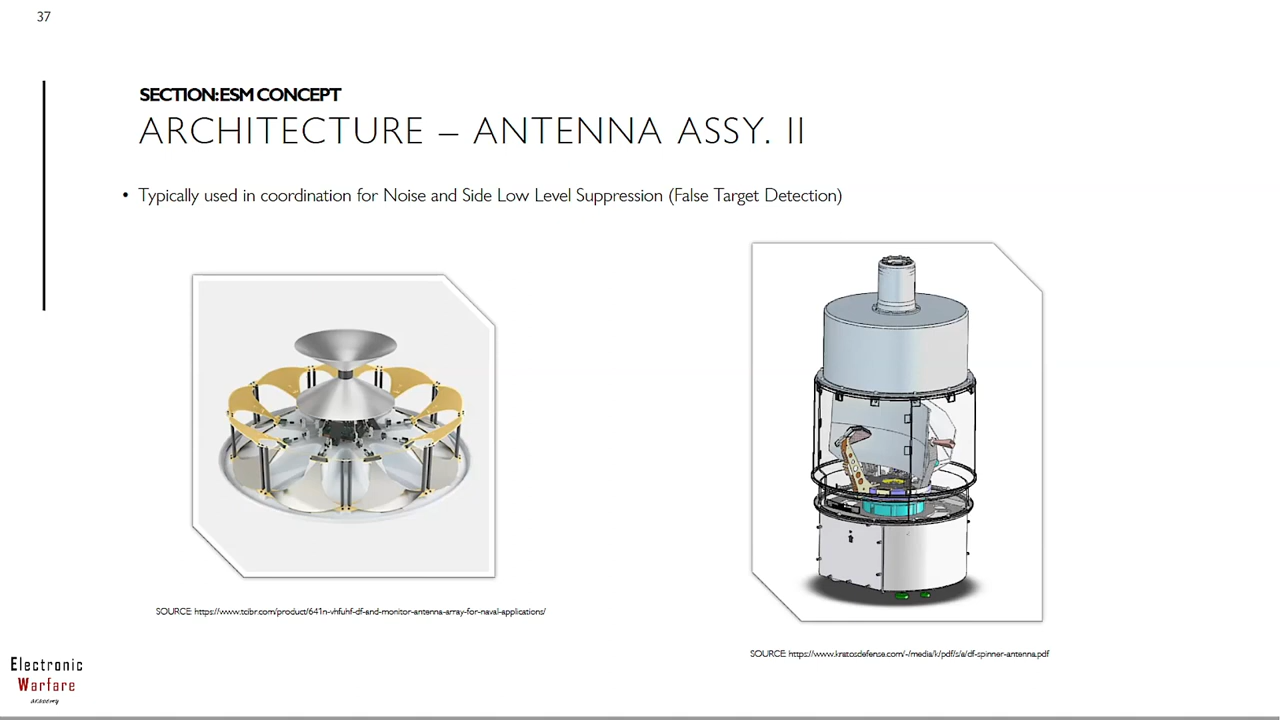 37
SECTION:ESM CONCEPT
ARCHITECTURE – ANTENNA ASSY. II
• Typically used in coordination for Noise and Side Low Level Suppression (False Target Detection)
SOURCE: https://www.tcibr.com/product/641n-vhfuhf-df-and-monitor-antenna-array-for-naval-applications/
SOURCE: https://www.kratosdefense.com/-/media/k/pdf/s/a/df-spinner-antenna.pdf
Electronic
Warfare
academy